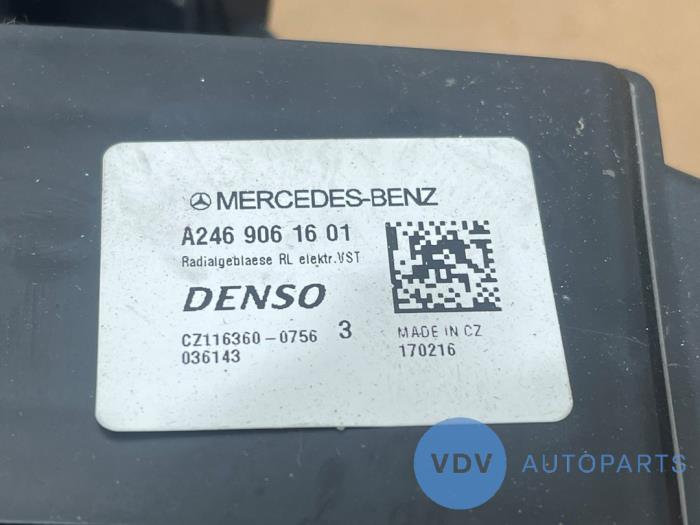 MERCEDES-BENZ
A246 906 16 01
Radialgeblaese RL elektr.VST
DENSO
CZ116360-0756 3 MADE IN CZ
036143 170216
VDV AUTOPARTS